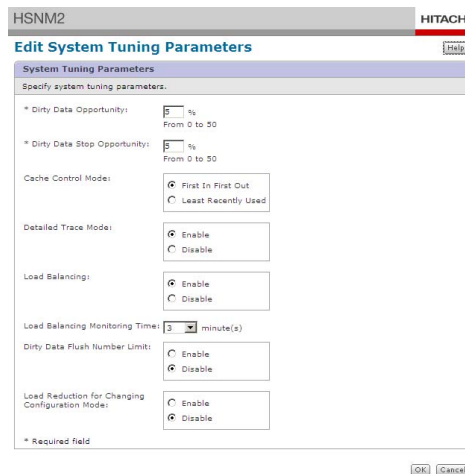 HSNM2
HITACH
Edit System Tuning Parameters
Help
System Tuning Parameters
Specify system tuning parameters.
* Dirty Data Opportunity: 5 %
From 0 to 50
* Dirty Data Stop Opportunity: 5 %
From 0 to 50
Cache Control Mode:
First In First Out
Least Recently Used
Detailed Trace Mode:
Enable
Disable
Load Balancing:
Enable
Disable
Load Balancing Monitoring Time: 3 minute(s)
Dirty Data Flush Number Limit:
Enable
Disable
Load Reduction for Changing
Configuration Mode:
Enable
Disable
* Required field
OK Cancel